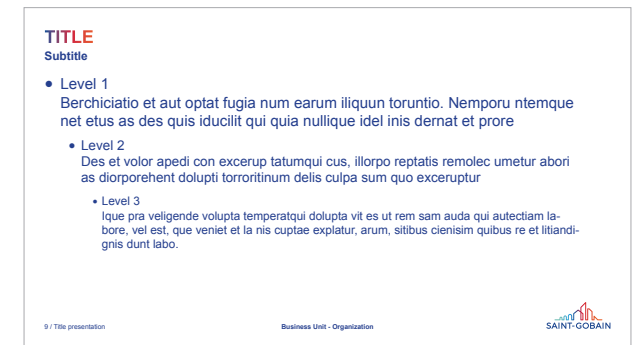 TITLE
Subtitle
• Level 1
Berchiciatio et aut optat fugia num earum iliquun toruntio. Nemporu ntemque
net etus as des quis iducilit qui quia nullique idel inis dernat et prore
• Level 2
Des et volor apedi con excerup tatumqui cus, illorpo reptatis remolec umetur abori
as diorporehent dolupti torroritinum delis culpa sum quo exceruptur
• Level 3
Ique pra veligende volupta temperatqui dolupta vit es ut rem sam auda qui autectiam la-
bore, vel est, que veniet et la nis cuptae explatur, arum, sitibus cienisim quibus re et litiandi-
gnis dunt labo.
9 / Title presentation
Business Unit - Organization
SAINT-GOBAIN